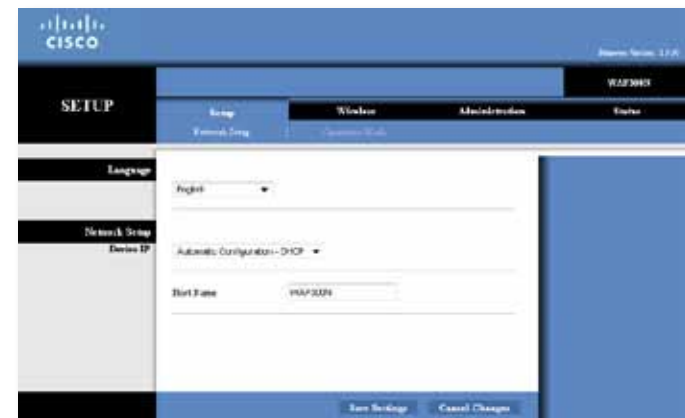 CISCO
WAP300N
SETUP
Setup
Wireless
Administration
Status
Network Setup
Language
English
Network Setup
Device IP
Automatic Configuration - DHCP
Host Name
WAP300N
Save Settings
Cancel Changes